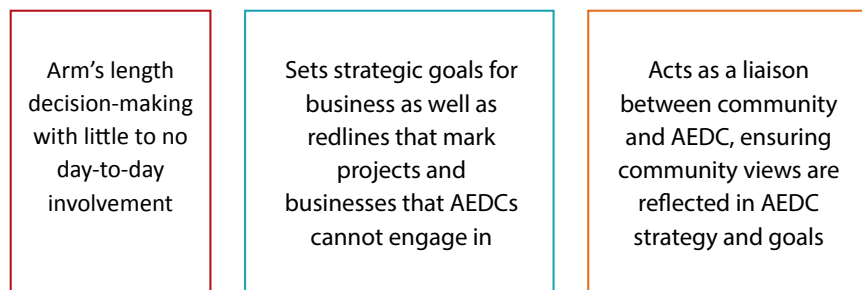 Arm’s length
decision-making
with little to no
day-to-day
involvement
Sets strategic goals for
business as well as
redlines that mark
projects and
businesses that AEDCs
cannot engage in
Acts as a liaison
between community
and AEDC, ensuring
community views are
reflected in AEDC
strategy and goals